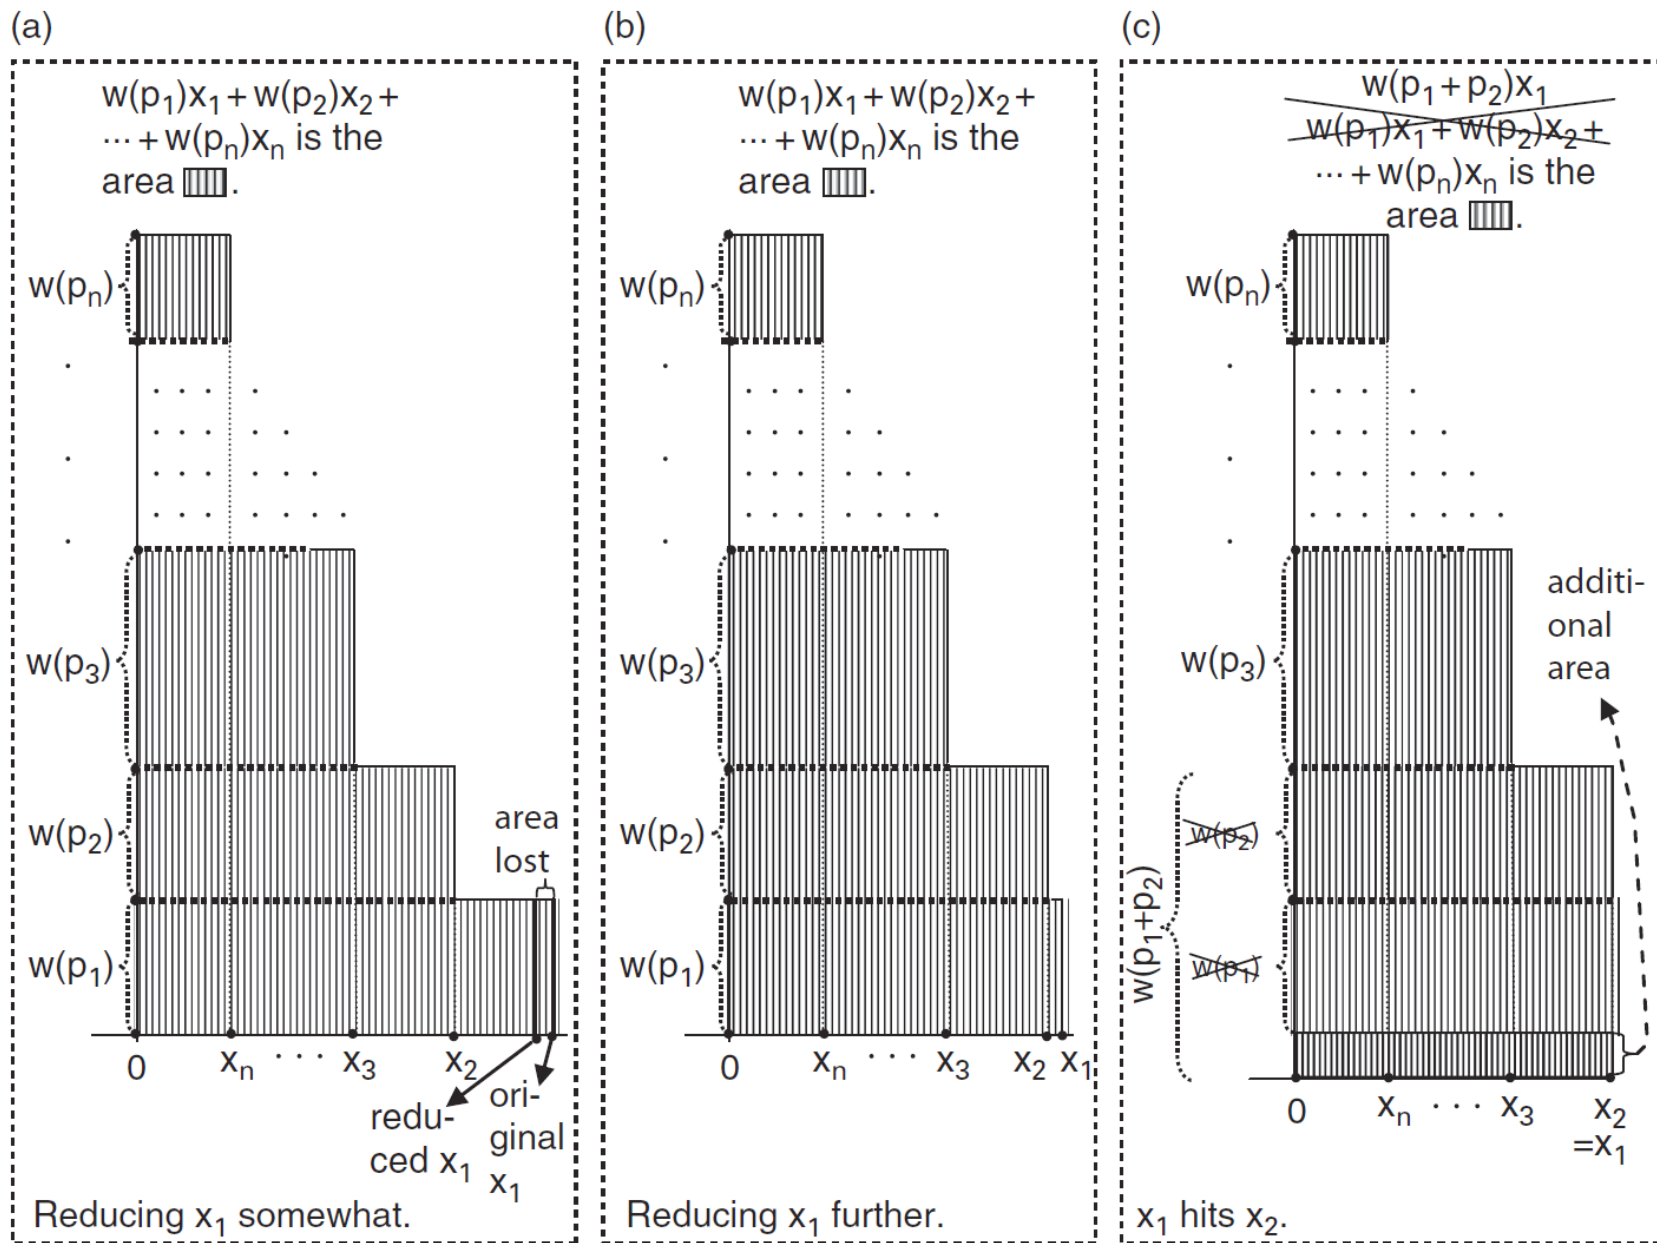 (a)
w(p₁)x₁ + w(p₂)x₂ +
··· + w(pₙ)xₙ is the
area .
w(pₙ)
w(p₃)
w(p₂)
w(p₁)
area
lost
0 xₙ ··· x₃ x₂
redu-
ced x₁
ori-
ginal
x₁
Reducing x₁ somewhat.
(b)
w(p₁)x₁ + w(p₂)x₂ +
··· + w(pₙ)xₙ is the
area .
w(pₙ)
w(p₃)
w(p₂)
w(p₁)
0 xₙ ··· x₃ x₂ x₁
Reducing x₁ further.
(c)
w(p₁ + p₂)x₁
w(p₁)x₁ + w(p₂)x₂ +
··· + w(pₙ)xₙ is the
area .
w(pₙ)
w(p₃)
w(p₂)
w(p₁)
w(p₁+p₂)
additi-
onal
area
0 xₙ ··· x₃ x₂
=x₁
x₁ hits x₂.